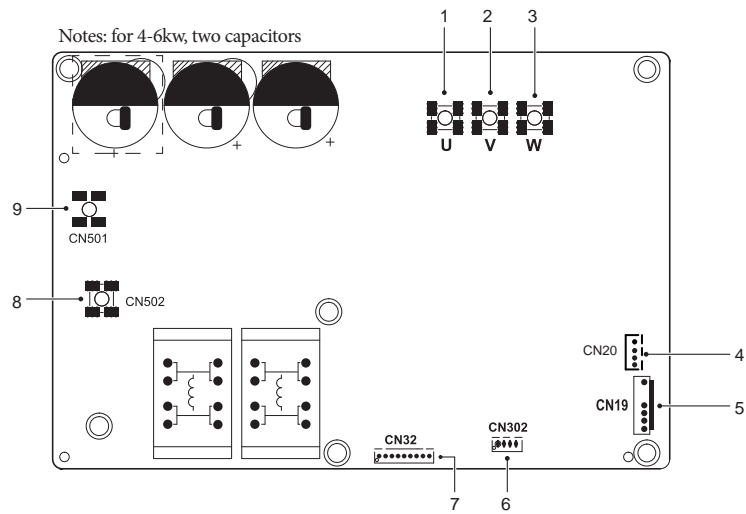 1 2 3
Notes: for 4-6kw, two capacitors
+ + +
U V W
9
CN501
8 CN502
CN20 4
CN19 5
CN302
CN32
7 6